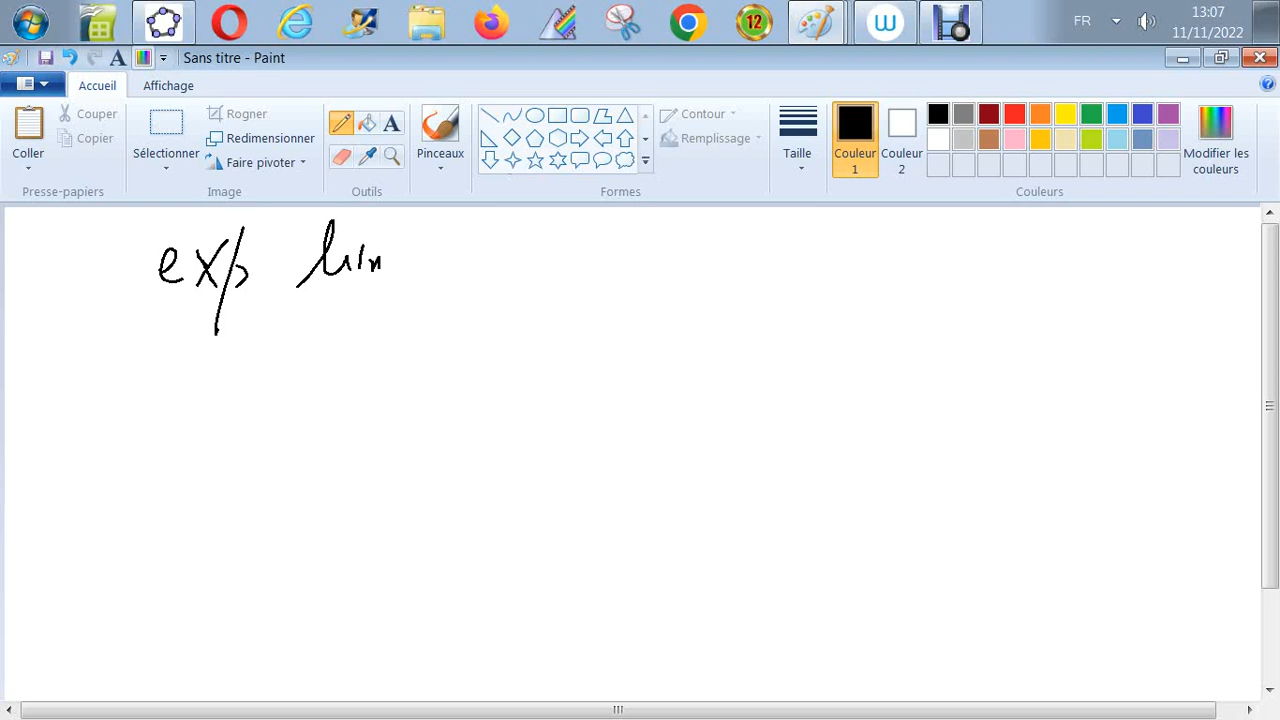 12
W
FR
13:07
11/11/2022
Sans titre - Paint
Accueil Affichage
Coller
Couper
Copier
Presse-papiers
Sélectionner
Rogner
Redimensionner
Faire pivoter
Image
A
Outils
Pinceaux
Contour
Remplissage
Formes
Taille
Couleur 1
Couleur 2
Modifier les couleurs
Couleurs
exp